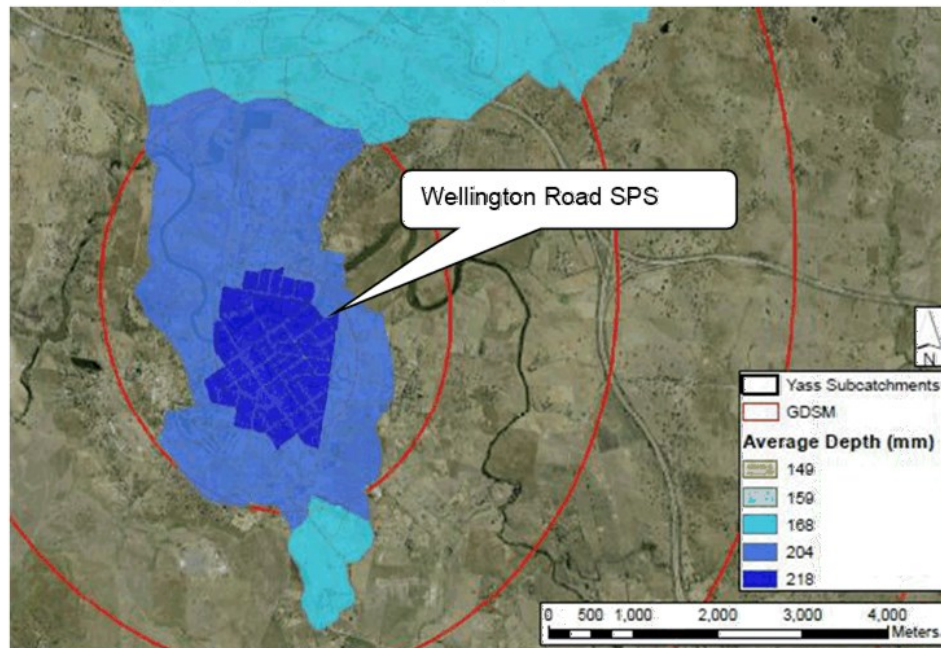 Wellington Road SPS
N
Yass Subcatchments
GDSM
Average Depth (mm)
149
159
168
204
218
0 500 1,000 2,000 3,000 4,000
Meters